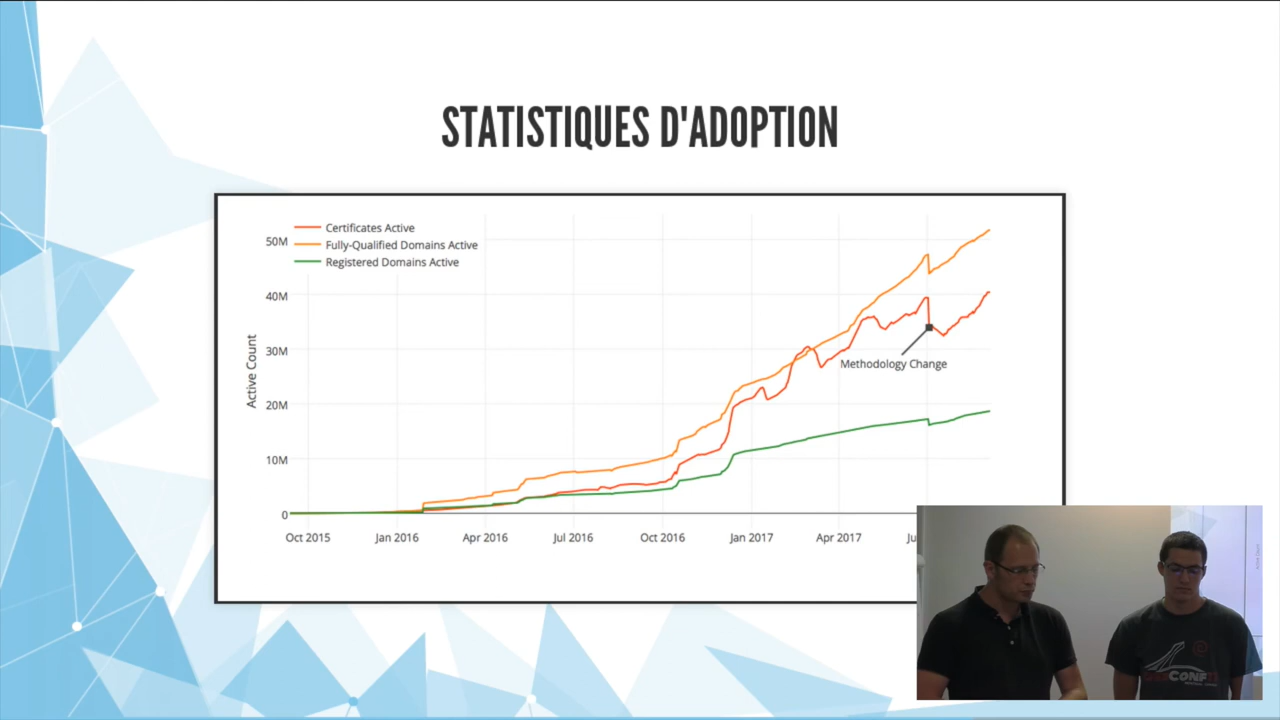 STATISTIQUES D'ADOPTION
Certificates Active
Fully-Qualified Domains Active
Registered Domains Active
50M
40M
30M
20M
10M
0
Active Count
Methodology Change
Oct 2015
Jan 2016
Apr 2016
Jul 2016
Oct 2016
Jan 2017
Apr 2017